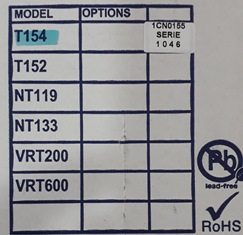 MODEL OPTIONS
T154
1CN0155
SERIE
1046
T152
NT119
NT133
VRT200
VRT600
Pb
lead-free
RoHS